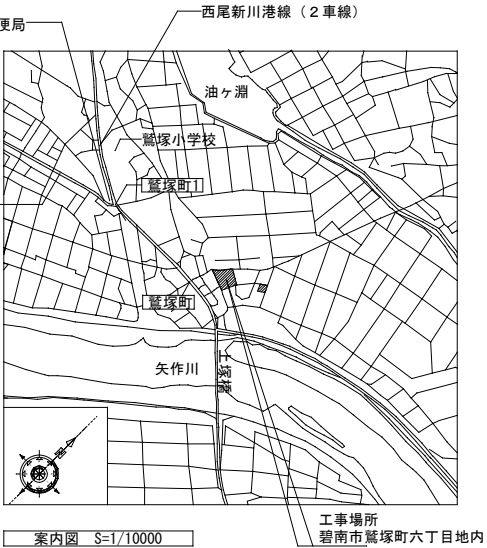 西尾新川港線（２車線）
便局
油ヶ淵
鷲塚小学校
鷲塚町1
鷲塚町
矢作川
上塚橋
案内図 S=1/10000
工事場所
碧南市鷲塚町六丁目地内